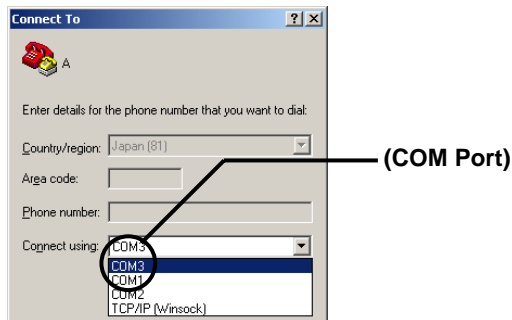 Connect To
A
Enter details for the phone number that you want to dial:
Country/region: Japan (81)
(COM Port)
Area code:
Phone number:
Connect using: COM3
COM3
COM1
COM2
TCP/IP (Winsock)